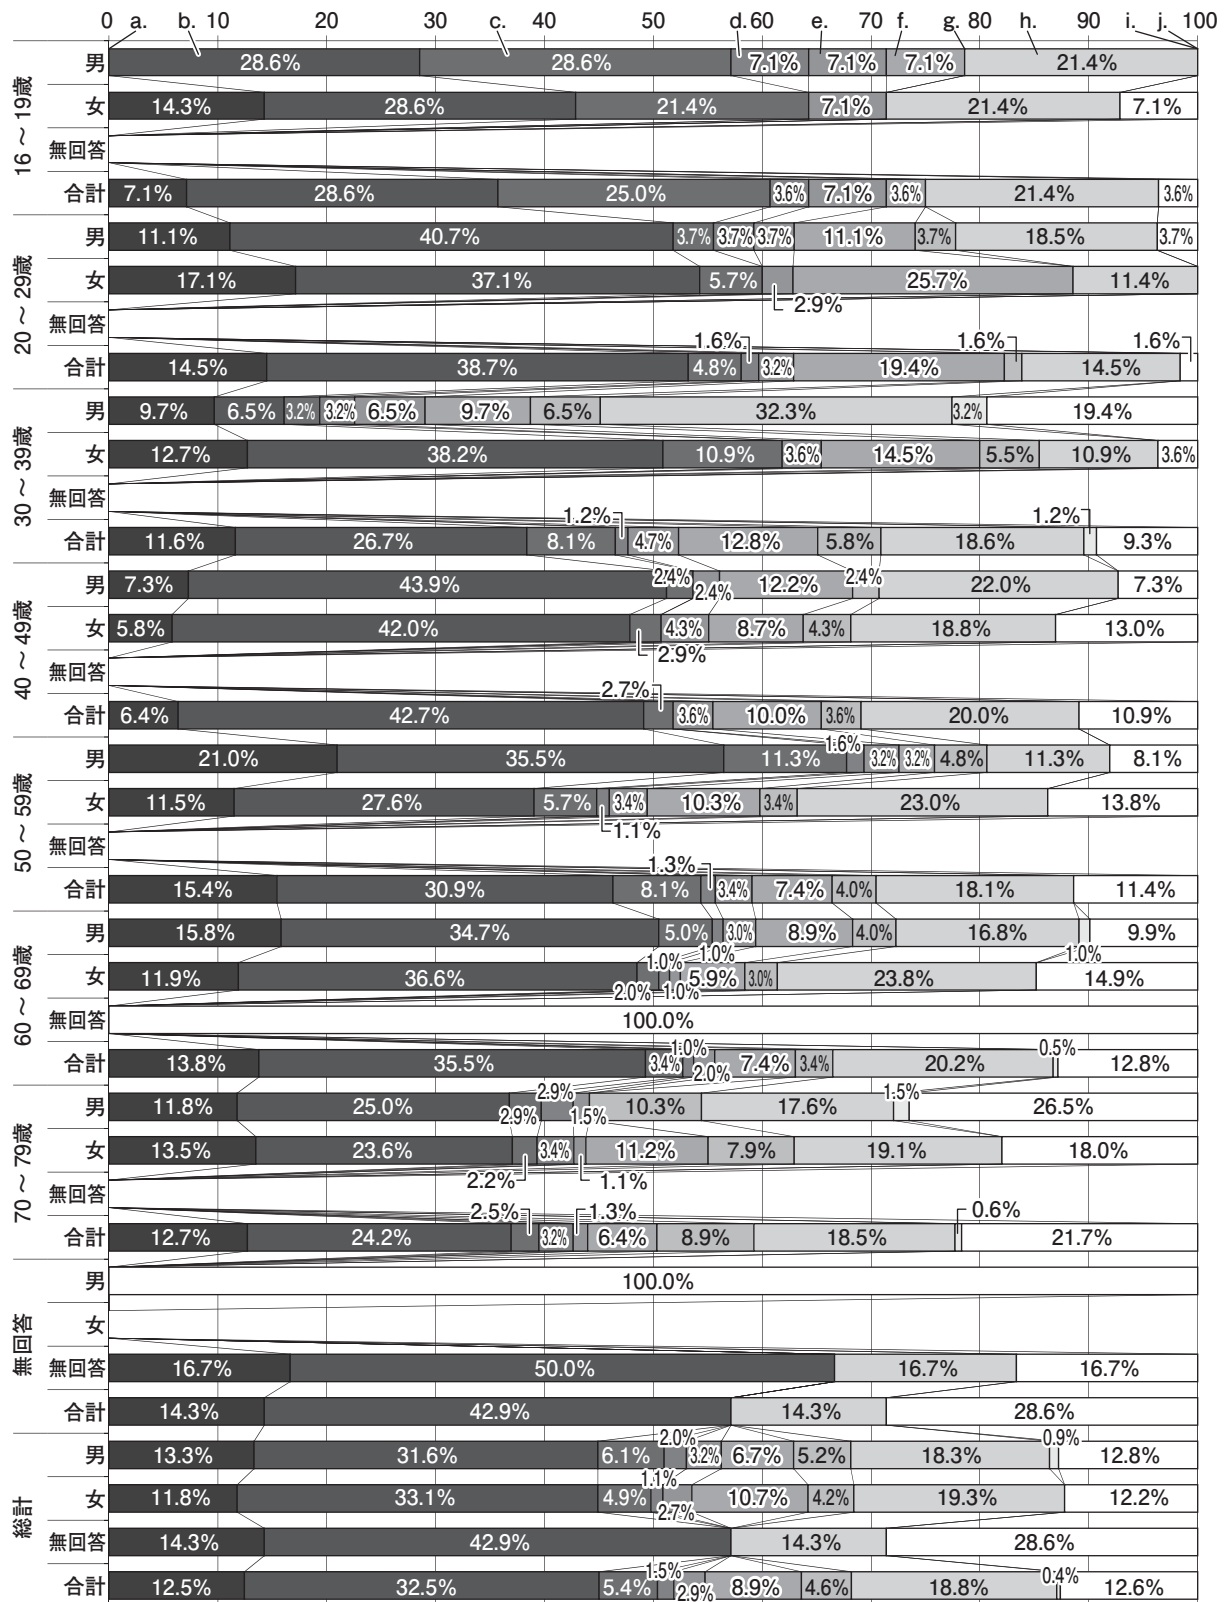 0 a. b. 10 20 30 c. 40 50 d. 60 e. 70 f. g. 80 h. 90 i. j. 100
16～19歳
男 28.6% 28.6% 7.1% 7.1% 7.1% 21.4%
女 14.3% 28.6% 21.4% 7.1% 21.4% 7.1%
無回答
合計 7.1% 28.6% 25.0% 3.6% 7.1% 3.6% 21.4% 3.6%
20～29歳
男 11.1% 40.7% 3.7% 3.7% 3.7% 11.1% 3.7% 18.5% 3.7%
女 17.1% 37.1% 5.7% 2.9% 25.7% 11.4%
無回答
合計 14.5% 38.7% 4.8% 1.6% 3.2% 19.4% 1.6% 14.5% 1.6%
30～39歳
男 9.7% 6.5% 3.2% 3.2% 6.5% 9.7% 6.5% 32.3% 3.2% 19.4%
女 12.7% 38.2% 10.9% 3.6% 14.5% 5.5% 10.9% 3.6%
無回答
合計 11.6% 26.7% 8.1% 1.2% 4.7% 12.8% 5.8% 18.6% 1.2% 9.3%
40～49歳
男 7.3% 43.9% 2.4% 2.4% 12.2% 2.4% 22.0% 7.3%
女 5.8% 42.0% 2.9% 4.3% 8.7% 4.3% 18.8% 13.0%
無回答
合計 6.4% 42.7% 2.7% 3.6% 10.0% 3.6% 20.0% 10.9%
50～59歳
男 21.0% 35.5% 11.3% 1.6% 3.2% 3.2% 4.8% 11.3% 8.1%
女 11.5% 27.6% 5.7% 1.1% 3.4% 10.3% 3.4% 23.0% 13.8%
無回答
合計 15.4% 30.9% 8.1% 1.3% 3.4% 7.4% 4.0% 18.1% 11.4%
60～69歳
男 15.8% 34.7% 5.0% 1.0% 3.0% 8.9% 4.0% 16.8% 1.0% 9.9%
女 11.9% 36.6% 2.0% 1.0% 1.0% 5.9% 3.0% 23.8% 14.9%
無回答 100.0%
合計 13.8% 35.5% 3.4% 1.0% 2.0% 7.4% 3.4% 20.2% 0.5% 12.8%
70～79歳
男 11.8% 25.0% 2.9% 2.9% 1.5% 10.3% 17.6% 1.5% 26.5%
女 13.5% 23.6% 2.2% 3.4% 1.1% 11.2% 7.9% 19.1% 18.0%
無回答
合計 12.7% 24.2% 2.5% 3.2% 1.3% 6.4% 8.9% 18.5% 0.6% 21.7%
無回答
男 100.0%
女
無回答 16.7% 50.0% 16.7% 16.7%
合計 14.3% 42.9% 14.3% 28.6%
総計
男 13.3% 31.6% 6.1% 2.0% 3.2% 6.7% 5.2% 18.3% 0.9% 12.8%
女 11.8% 33.1% 4.9% 1.1% 2.7% 10.7% 4.2% 19.3% 12.2%
無回答 14.3% 42.9% 14.3% 28.6%
合計 12.5% 32.5% 5.4% 1.5% 2.9% 8.9% 4.6% 18.8% 0.4% 12.6%